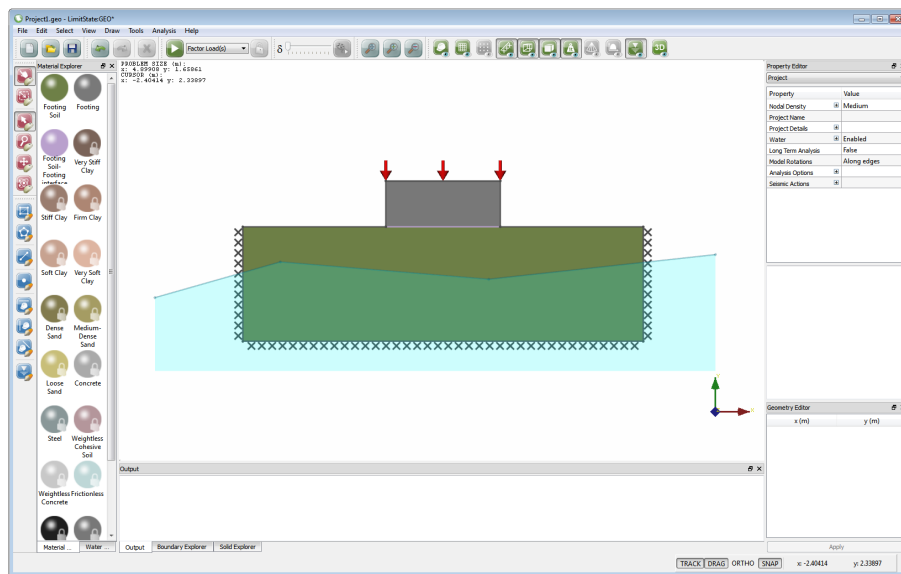 Project1.geo - LimitState:GEO*
File Edit Select View Draw Tools Analysis Help
Factor Load(s)
δ
3D
Material Explorer
Footing Soil
Footing
Footing Soil-Footing interface
Very Stiff Clay
Stiff Clay
Firm Clay
Soft Clay
Very Soft Clay
Dense Sand
Medium-Dense Sand
Loose Sand
Concrete
Steel
Weightless Cohesive Soil
Weightless Concrete
Frictionless
Material ...
Water ...
PROBLEM SIZE (m):
x: 4.89908 y: 1.65861
CURSOR (m):
x: -2.40414 y: 2.33897
Output
Output
Boundary Explorer
Solid Explorer
Property Editor
Project
Property Value
Nodal Density Medium
Project Name
Project Details
Water Enabled
Long Term Analysis False
Model Rotations Along edges
Analysis Options
Seismic Actions
Geometry Editor
x (m) y (m)
Apply
TRACK DRAG ORTHO SNAP x: -2.40414 y: 2.33897